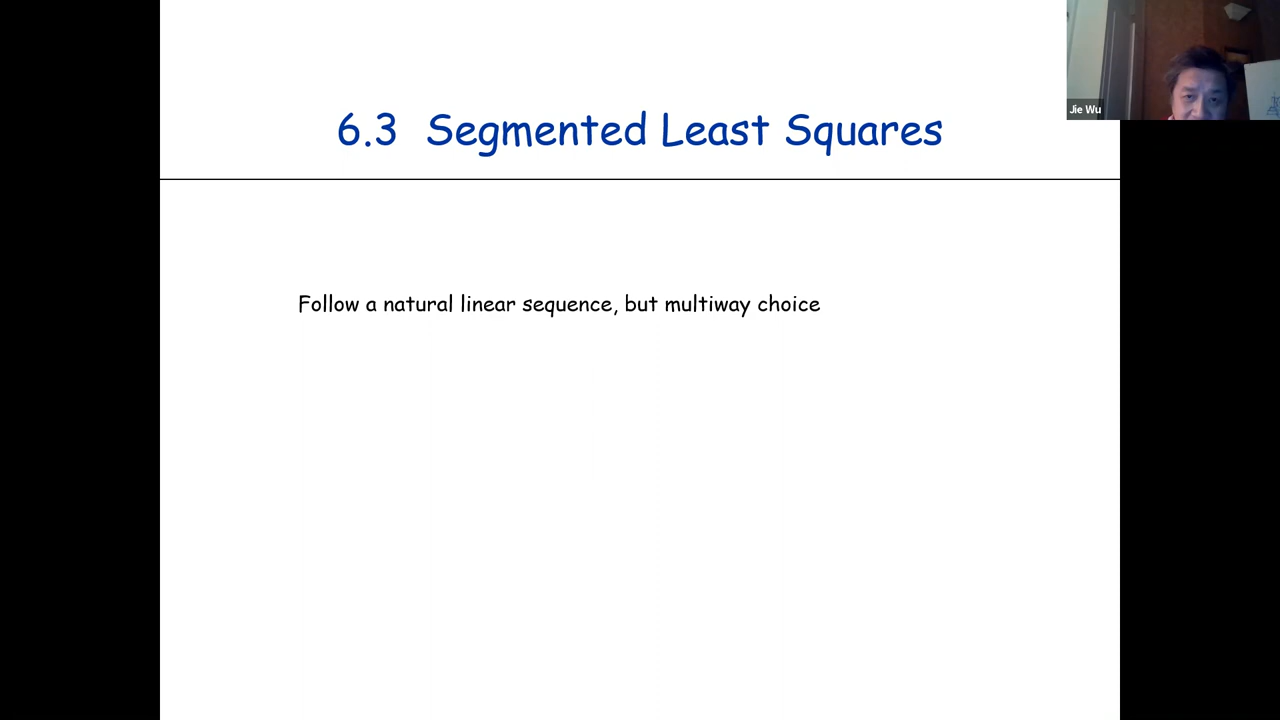 6.3 Segmented Least Squares
Jie Wu
Follow a natural linear sequence, but multiway choice